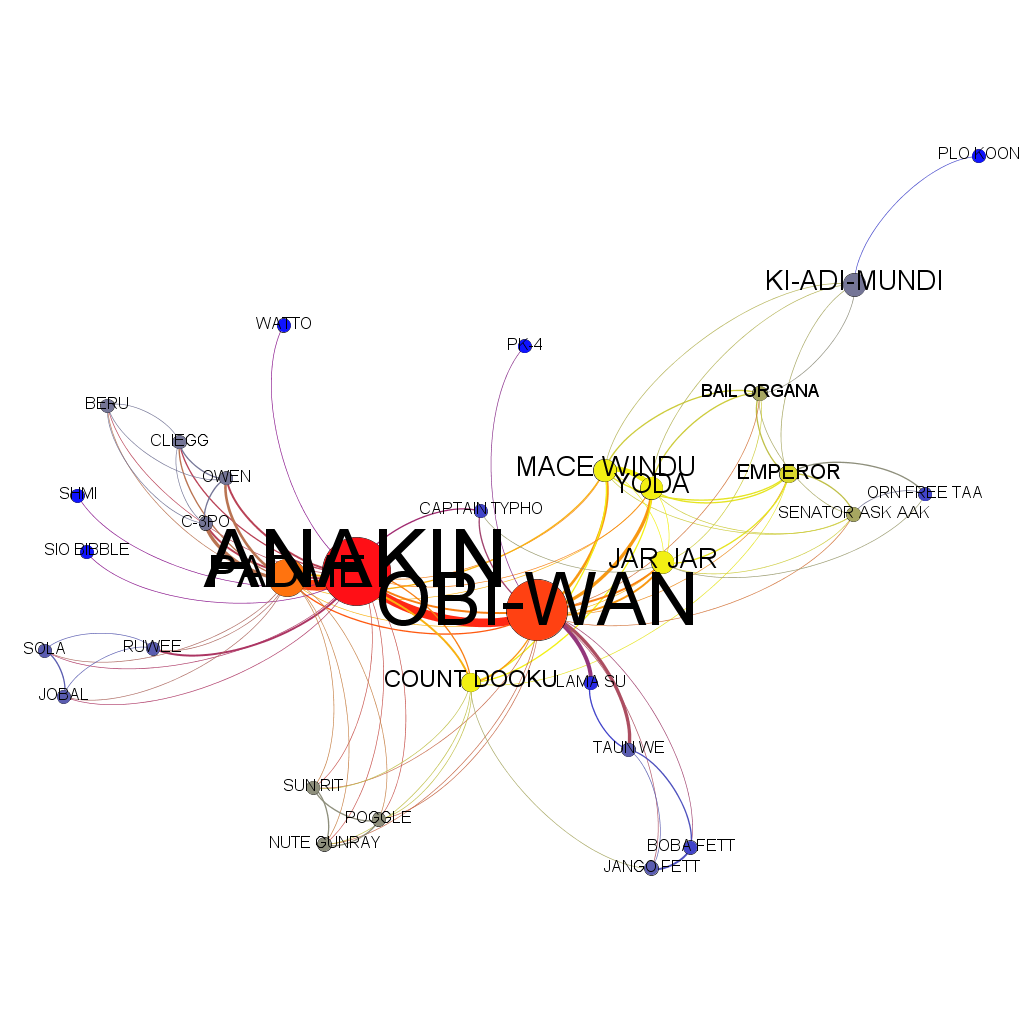 PLO KOON
KI-ADI-MUNDI
WATTO
PK-4
BAIL ORGANA
BERU
CLIEGG
MACE WINDU
EMPEROR
OWEN
YODA
SUMI
ORN FREE TAA
CAPTAIN TYPHO
SENATOR ASK AAK
C-3PO
SIO BIBBLE
ANAKIN
JAR JAR
PADME
OBI-WAN
RUWEE
SOLA
COUNT DOOKU
LAMA SU
JOBAL
TAUN WE
SUN RIT
POGGLE
NUTE GUNRAY
BOBA FETT
JANGO FETT